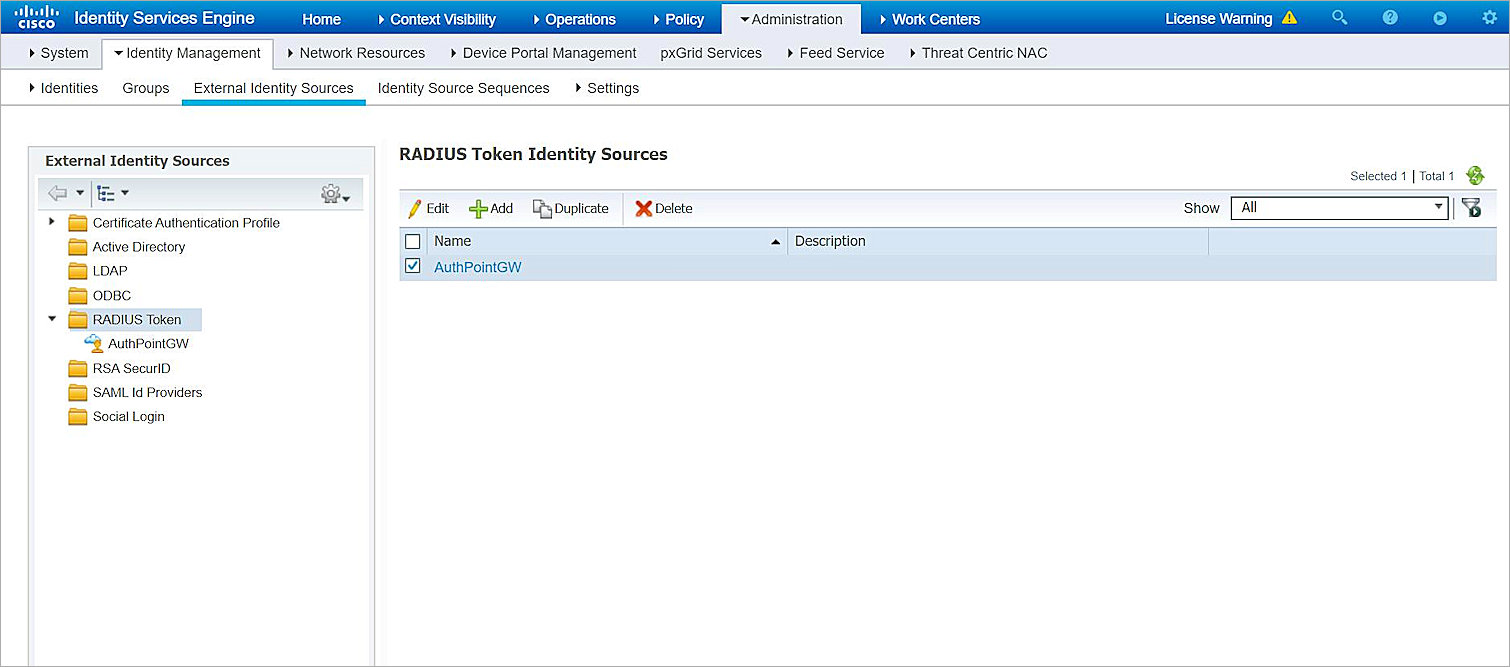 cisco Identity Services Engine Home Context Visibility Operations Policy Administration Work Centers License Warning
System Identity Management Network Resources Device Portal Management pxGrid Services Feed Service Threat Centric NAC
Identities Groups External Identity Sources Identity Source Sequences Settings
External Identity Sources
Certificate Authentication Profile
Active Directory
LDAP
ODBC
RADIUS Token
AuthPointGW
RSA SecurID
SAML Id Providers
Social Login
RADIUS Token Identity Sources
Selected 1 | Total 1
Edit Add Duplicate Delete Show All
Name Description
AuthPointGW